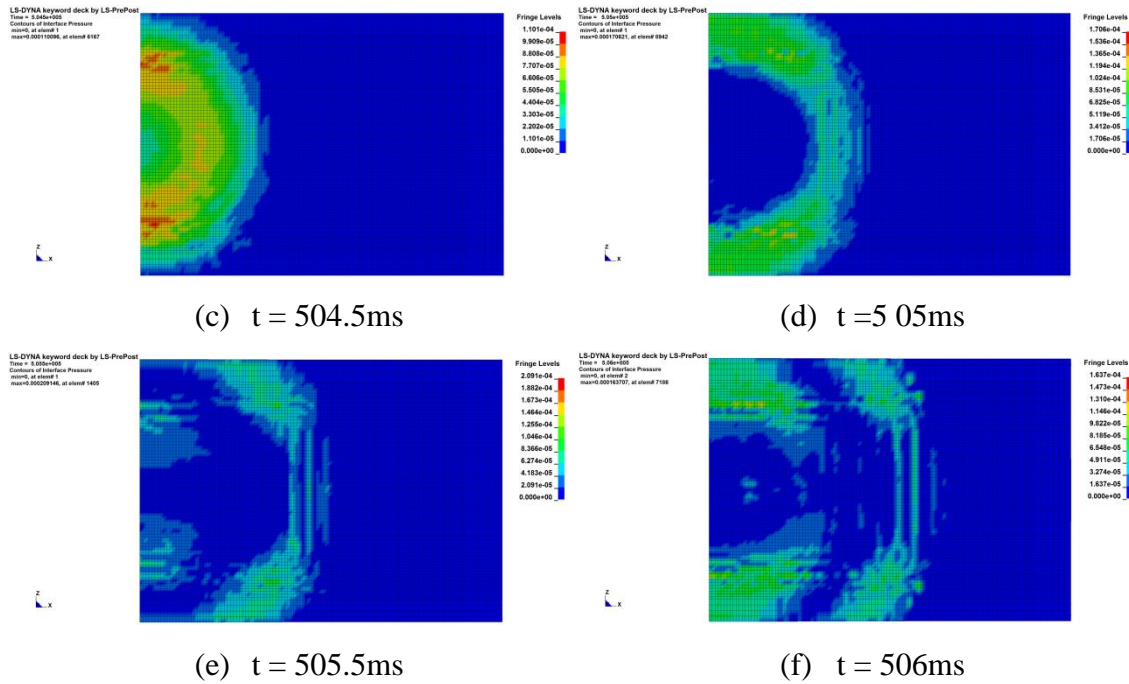 LS-DYNA keyword deck by LS-PrePost
Time = 5.045e+005
Contours of Interface Pressure
min=0, at elem# 1
max=0.000110096, at elem# 6167
Fringe Levels
1.101e-04
9.909e-05
8.808e-05
7.707e-05
6.606e-05
5.505e-05
4.404e-05
3.303e-05
2.202e-05
1.101e-05
0.000e+00
Z
X
LS-DYNA keyword deck by LS-PrePost
Time = 5.05e+005
Contours of Interface Pressure
min=0, at elem# 1
max=0.000170621, at elem# 8942
Fringe Levels
1.706e-04
1.536e-04
1.365e-04
1.194e-04
1.024e-04
8.531e-05
6.825e-05
5.119e-05
3.412e-05
1.706e-05
0.000e+00
Z
X
(c) t = 504.5ms
(d) t =5 05ms
LS-DYNA keyword deck by LS-PrePost
Time = 5.055e+005
Contours of Interface Pressure
min=0, at elem# 1
max=0.000209146, at elem# 1405
Fringe Levels
2.091e-04
1.882e-04
1.673e-04
1.464e-04
1.255e-04
1.046e-04
8.366e-05
6.274e-05
4.183e-05
2.091e-05
0.000e+00
Z
X
LS-DYNA keyword deck by LS-PrePost
Time = 5.06e+005
Contours of Interface Pressure
min=0, at elem# 2
max=0.000163707, at elem# 7186
Fringe Levels
1.637e-04
1.473e-04
1.310e-04
1.146e-04
9.822e-05
8.185e-05
6.548e-05
4.911e-05
3.274e-05
1.637e-05
0.000e+00
Z
X
(e) t = 505.5ms
(f) t = 506ms